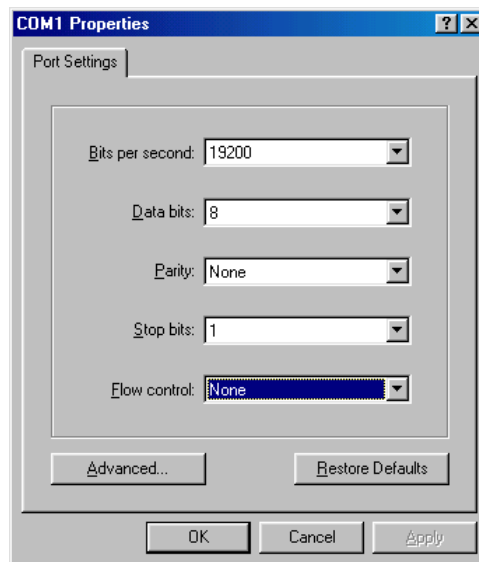 COM1 Properties
Port Settings
Bits per second: 19200
Data bits: 8
Parity: None
Stop bits: 1
Flow control: None
Advanced... Restore Defaults
OK Cancel Apply